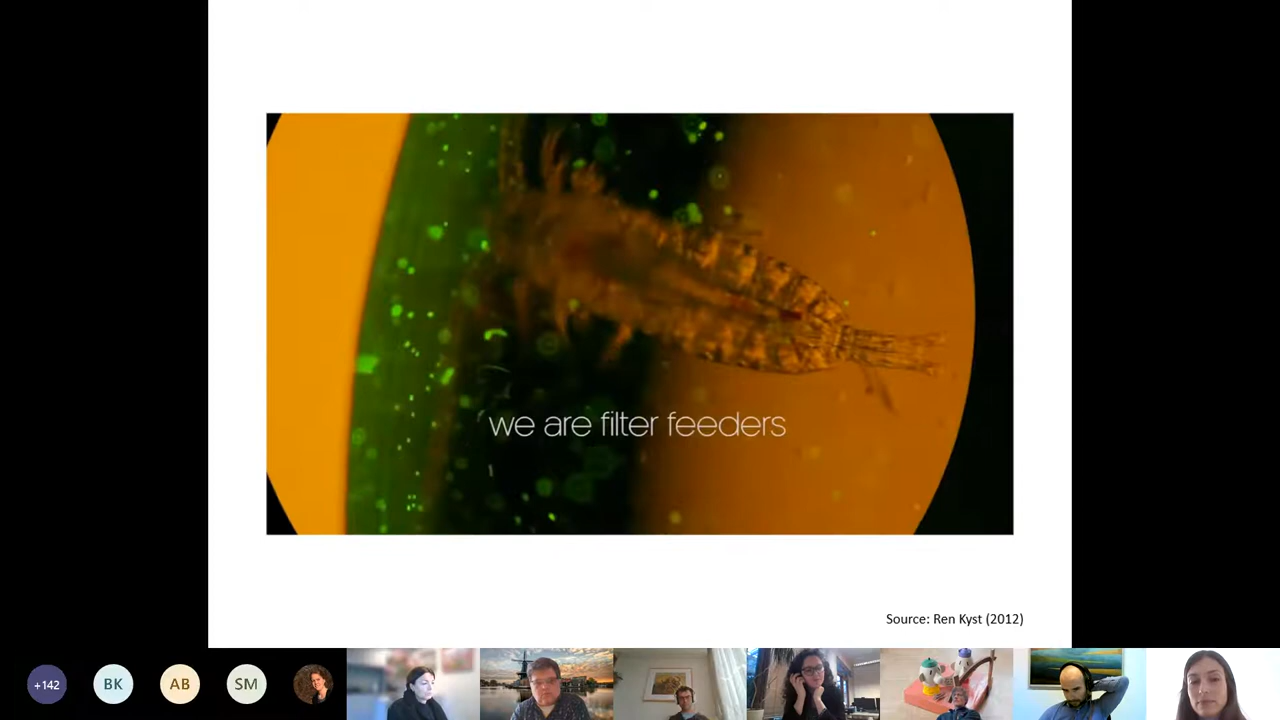 we are filter feeders
Source: Ren Kyst (2012)
+142
BK
AB
SM